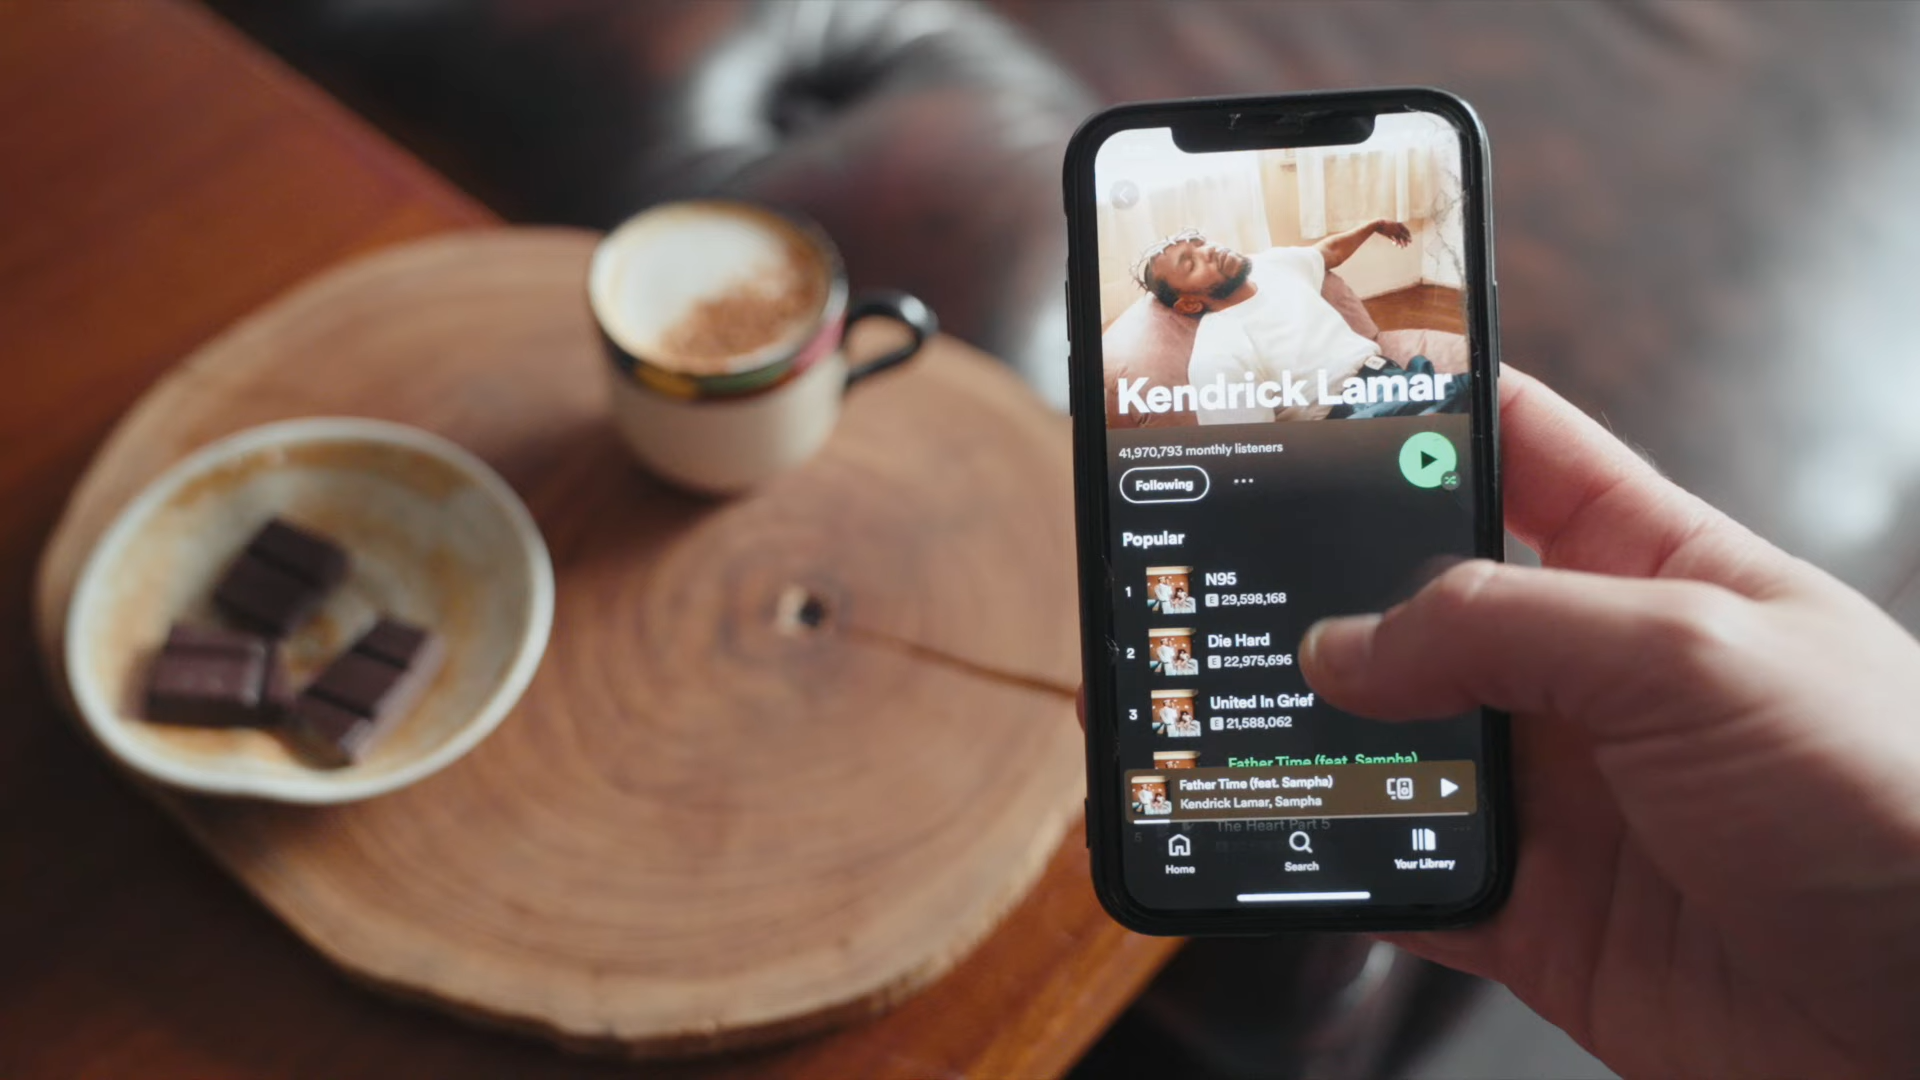 Kendrick Lamar
41,970,793 monthly listeners
Following
Popular
1
N95
E 29,598,168
2
Die Hard
E 22,975,696
3
United In Grief
E 21,588,062
Father Time (feat. Sampha)
Father Time (feat. Sampha)
Kendrick Lamar, Sampha
5
The Heart Part 5
Home
Search
Your Library